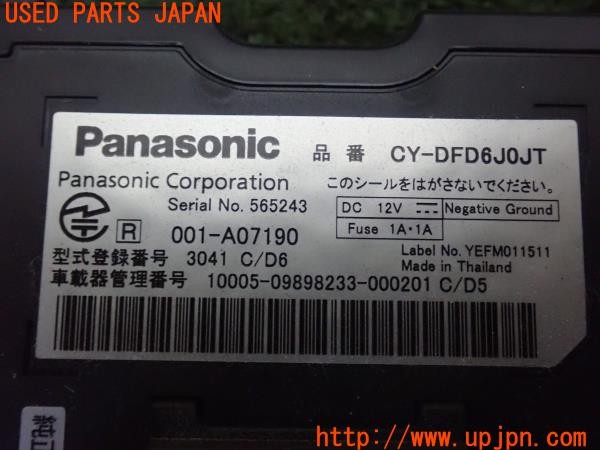 USED PARTS JAPAN
Panasonic 品 番 CY-DFD6J0JT
Panasonic Corporation このシールをはがさないでください。
Serial No. 565243 DC 12V Negative Ground
Fuse 1A・1A
R 001-A07190
Label No. YEFM011511
型式登録番号 3041 C/D6 Made in Thailand
車載器管理番号 10005-09898233-000201 C/D5
純正
http://www.upjpn.com/